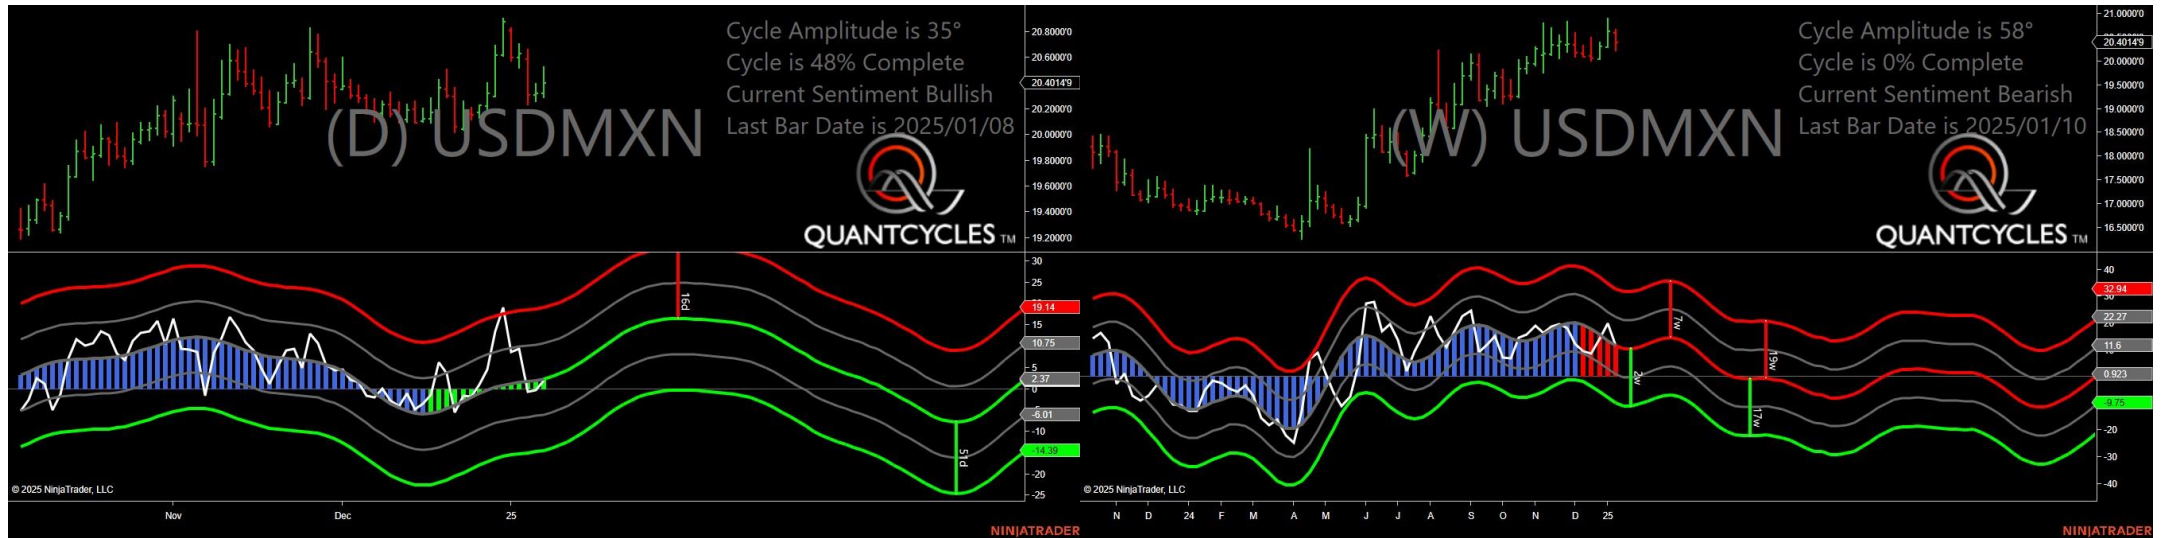 Cycle Amplitude is 35°
Cycle is 48% Complete
Current Sentiment Bullish
Last Bar Date is 2025/01/08
(D) USDMXN
QUANTCYCLES TM
20.8000'0
20.4014'9
20.2000'0
20.0000'0
19.8000'0
19.6000'0
19.4000'0
19.2000'0
16d
51d
30
25
19.14
15
10.75
5
2.37
-6.01
-10
-14.39
-20
-25
© 2025 NinjaTrader, LLC
Nov
Dec
25
NINJATRADER
Cycle Amplitude is 58°
Cycle is 0% Complete
Current Sentiment Bearish
Last Bar Date is 2025/01/10
(W) USDMXN
QUANTCYCLES TM
21.0000'0
20.4014'9
20.0000'0
19.5000'0
19.0000'0
18.5000'0
18.0000'0
17.5000'0
17.0000'0
16.5000'0
2w
7w
17w
19w
40
32.94
30
22.27
11.6
0.923
-9.75
-20
-30
-40
© 2025 NinjaTrader, LLC
N D 24 F M A M J J A S O N D 25
NINJATRADER